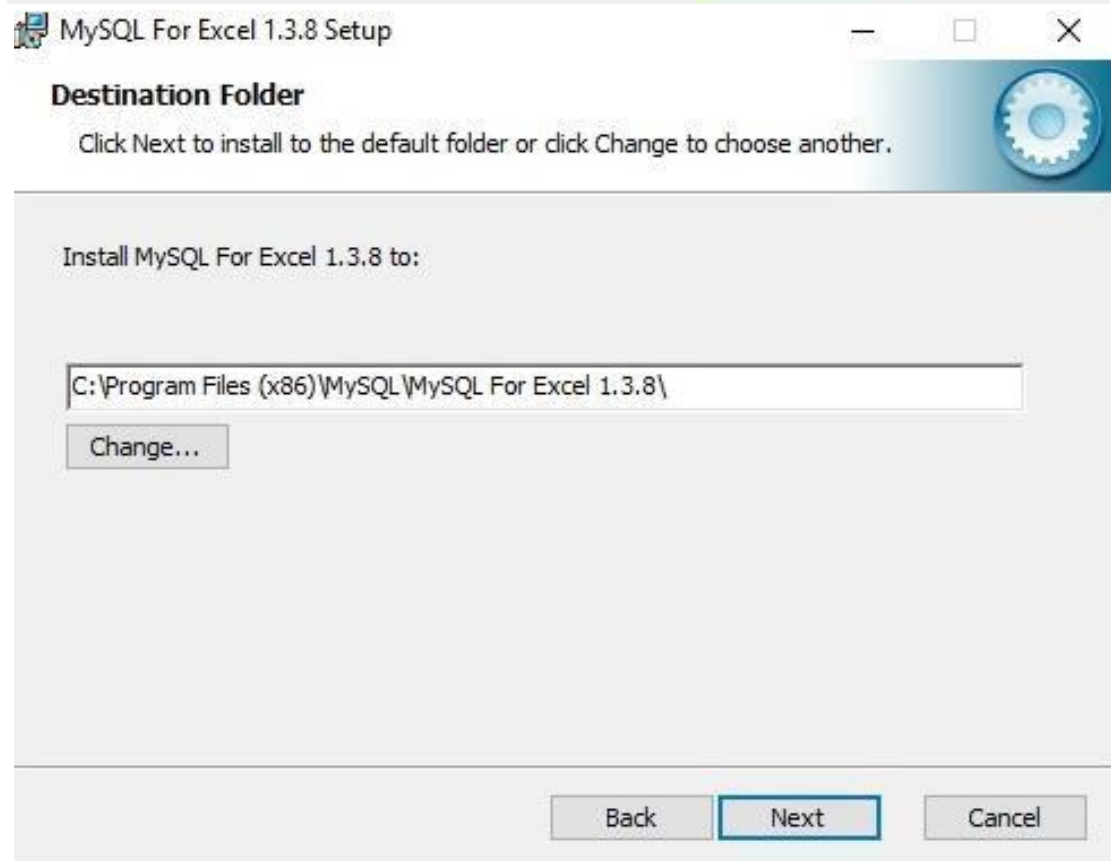 MySQL For Excel 1.3.8 Setup
Destination Folder
Click Next to install to the default folder or click Change to choose another.
Install MySQL For Excel 1.3.8 to:
C:\Program Files (x86)\MySQL\MySQL For Excel 1.3.8\
Change...
Back Next Cancel